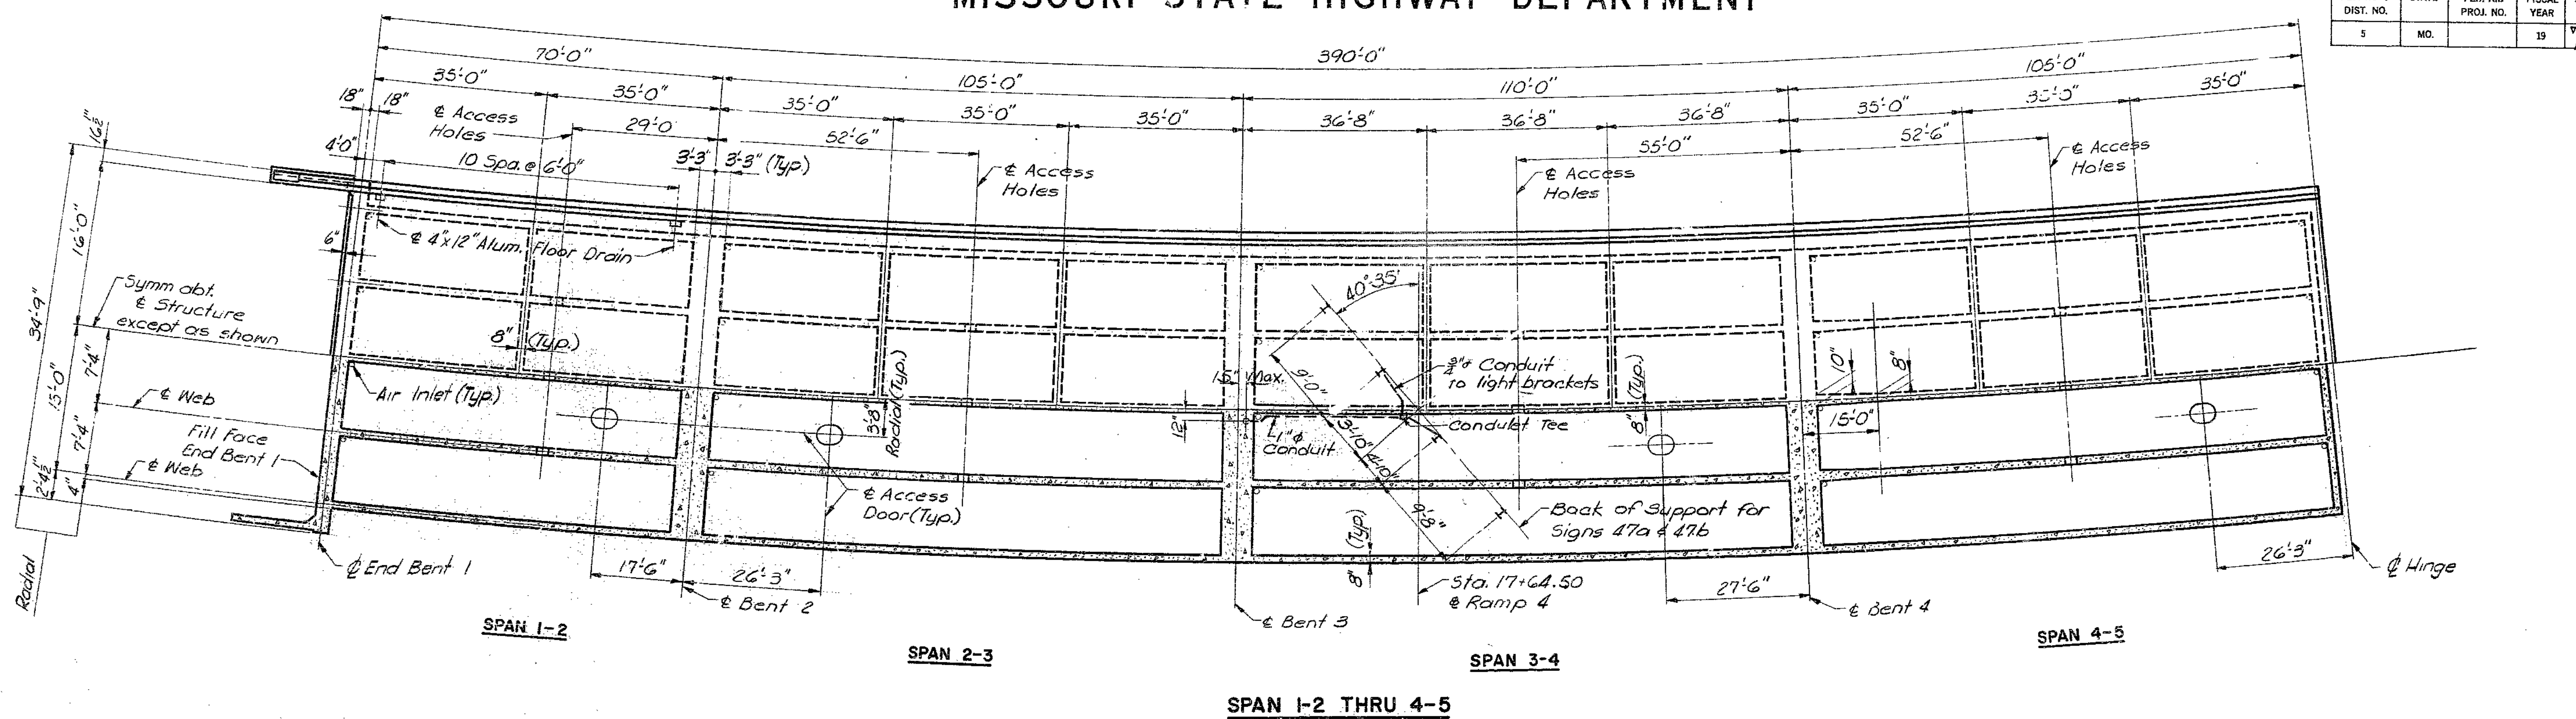 MISSOURI STATE HIGHWAY DEPARTMENT
DIST. NO.
PROJ. NO.
YEAR
5
MO.
19
390'-0"
70'-0"
105'-0"
110'-0"
105'-0"
35'-0"
35'-0"
35'-0"
35'-0"
35'-0"
36'-8"
36'-8"
36'-8"
35'-0"
35'-0"
35'-0"
18"
18"
₵ Access
Holes
29'-0
52'-6"
55'-0"
52'-6"
4'-0"
10 Spa. @ 6'-0"
3'-3"
3'-3" (Typ.)
₵ Access
Holes
₵ Access
Holes
₵ Access
Holes
16½"
16'-0"
34'-9"
15'-0"
7'-4"
7'-4"
2'-4½"
4"
Radial
6"
₵ 4"x12" Alum. Floor Drain
Symm abt.
₵ Structure
except as shown
8" (Typ.)
Air Inlet (Typ.)
₵ Web
Fill Face
End Bent 1
₵ Web
3'-8"
Radial (Typ.)
40°-35'
¾"φ Conduit
to light brackets
15" Max.
9'-0"
12"
1"φ
Conduit
Condulet Tee
3'-10"
4'-10"
9'-8"
8" (Typ.)
10"
8"
15'-0"
₵ Access
Door (Typ.)
Back of Support for
Signs 47a & 47b
8" (Typ)
₵ End Bent 1
17'-6"
26'-3"
₵ Bent 2
₵ Bent 3
Sta. 17+64.50
₵ Ramp 4
27'-6"
₵ Bent 4
26'-3"
₵ Hinge
SPAN 1-2
SPAN 2-3
SPAN 3-4
SPAN 4-5
SPAN 1-2 THRU 4-5